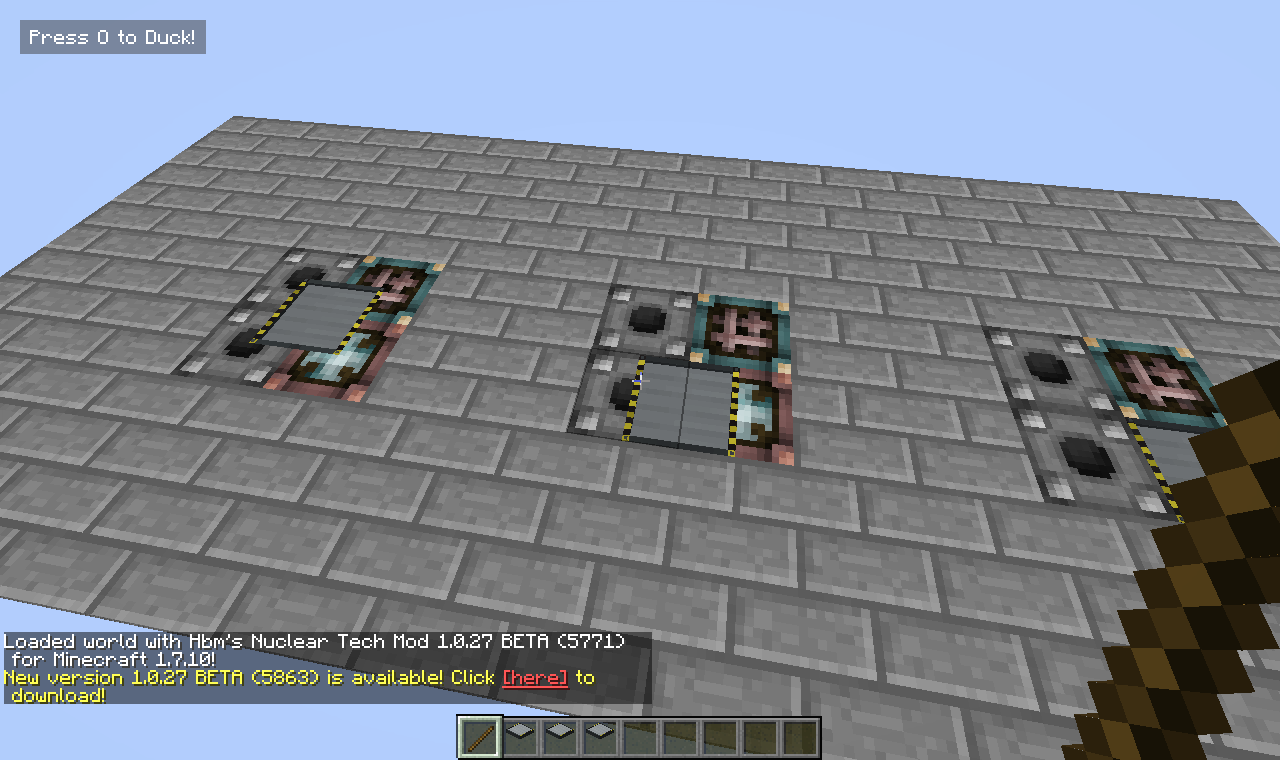 Press O to Duck!
Loaded world with Hbm's Nuclear Tech Mod 1.0.27 BETA (5771)
for Minecraft 1.7.10!
New version 1.0.27 BETA (5863) is available! Click [here] to
download!